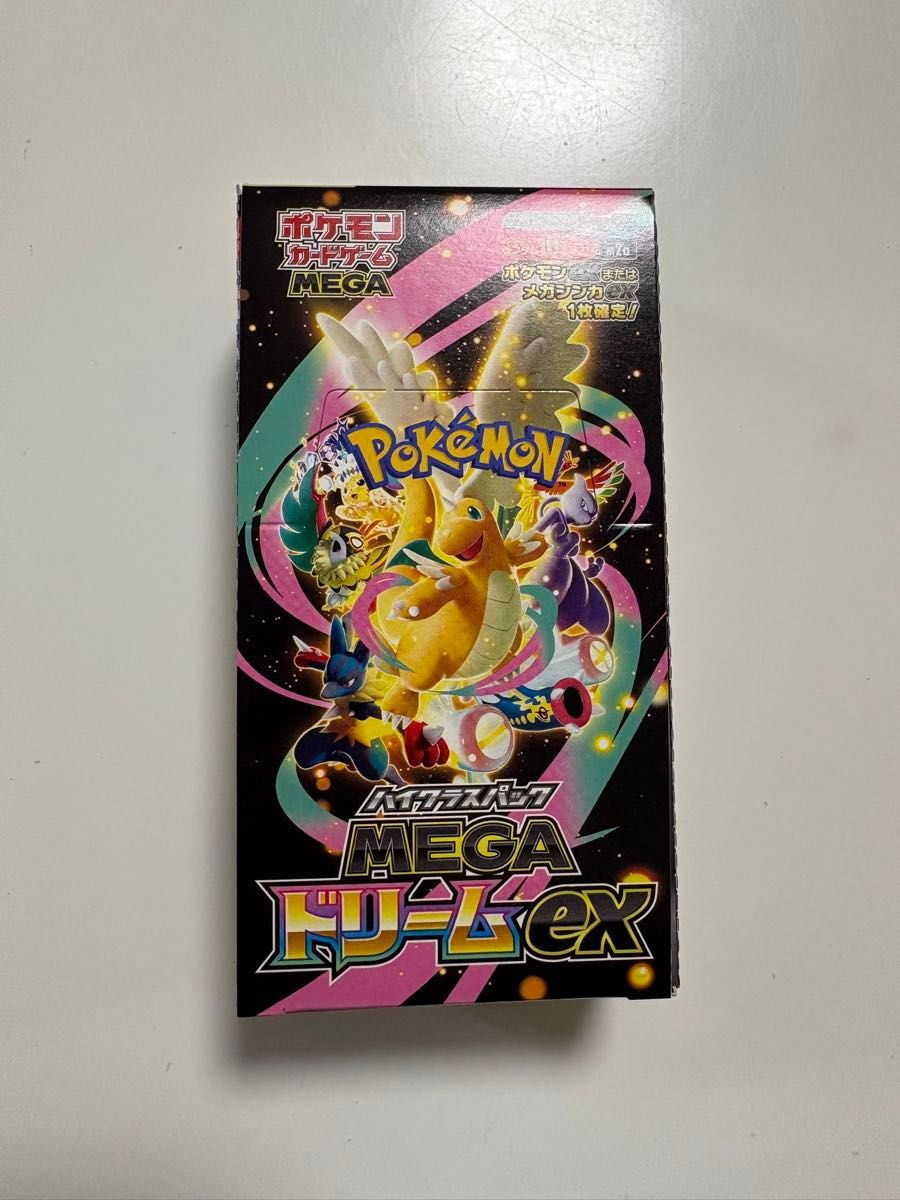 ポケモン
カードゲーム
MEGA
m2a
ポケモンexまたは
メガシンカex
1枚確定!
POKéMON
TM
ハイクラスパック
MEGA
ドリームex